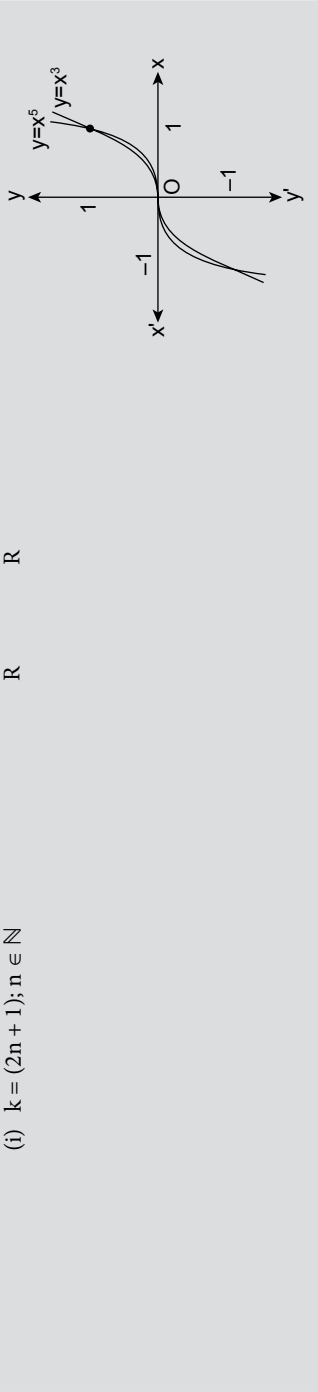 (i) k = (2n + 1); n ∈ ℕ
R
R
y
y=x⁵
y=x³
1
x'
–1
O
1
x
–1
y'